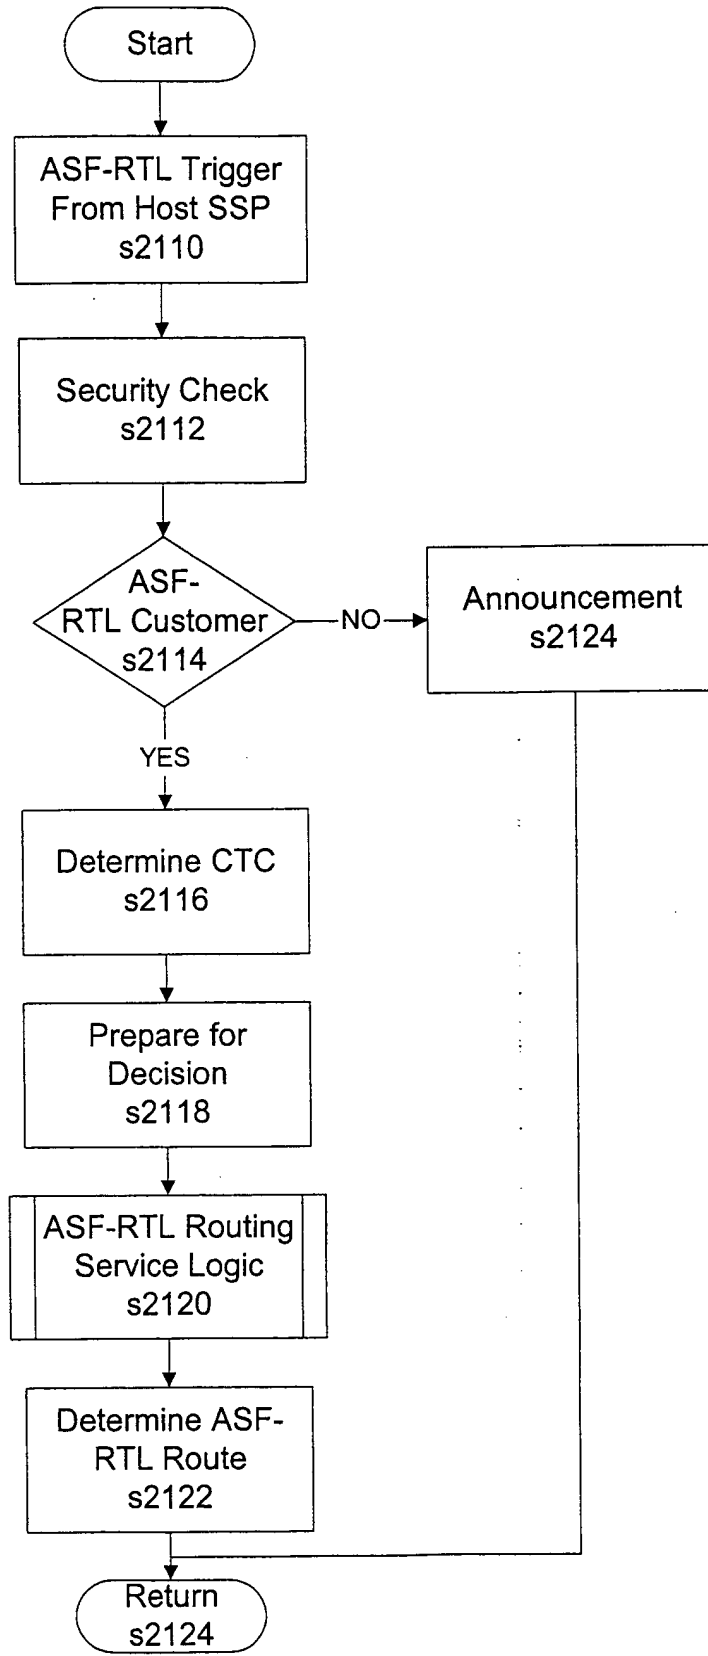 Start
ASF-RTL Trigger
From Host SSP
s2110
Security Check
s2112
ASF-
RTL Customer
s2114
NO
Announcement
s2124
YES
Determine CTC
s2116
Prepare for
Decision
s2118
ASF-RTL Routing
Service Logic
s2120
Determine ASF-
RTL Route
s2122
Return
s2124